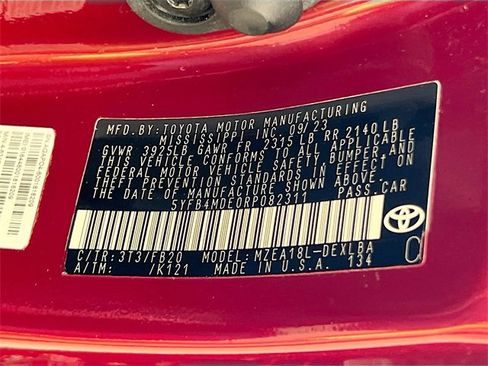 MFD.BY:TOYOTA MOTOR MANUFACTURING
MISSISSIPPI INC. 09/23
GVWR 3995LB GAWR FR 2315 LB RR 2140 LB
THIS VEHICLE CONFORMS TO ALL APPLICABLE
FEDERAL MOTOR VEHICLE SAFETY, BUMPER, AND
THEFT PREVENTION STANDARDS IN EFFECT ON
THE DATE OF MANUFACTURE SHOWN ABOVE.
5YFB4MDE0RP082311 PASS.CAR
C/TR:3T3/FB20 MODEL:MZEA18L-DEXLBA
A/TM: /K121 MADE IN U.S.A. 134
TOYOTA
C